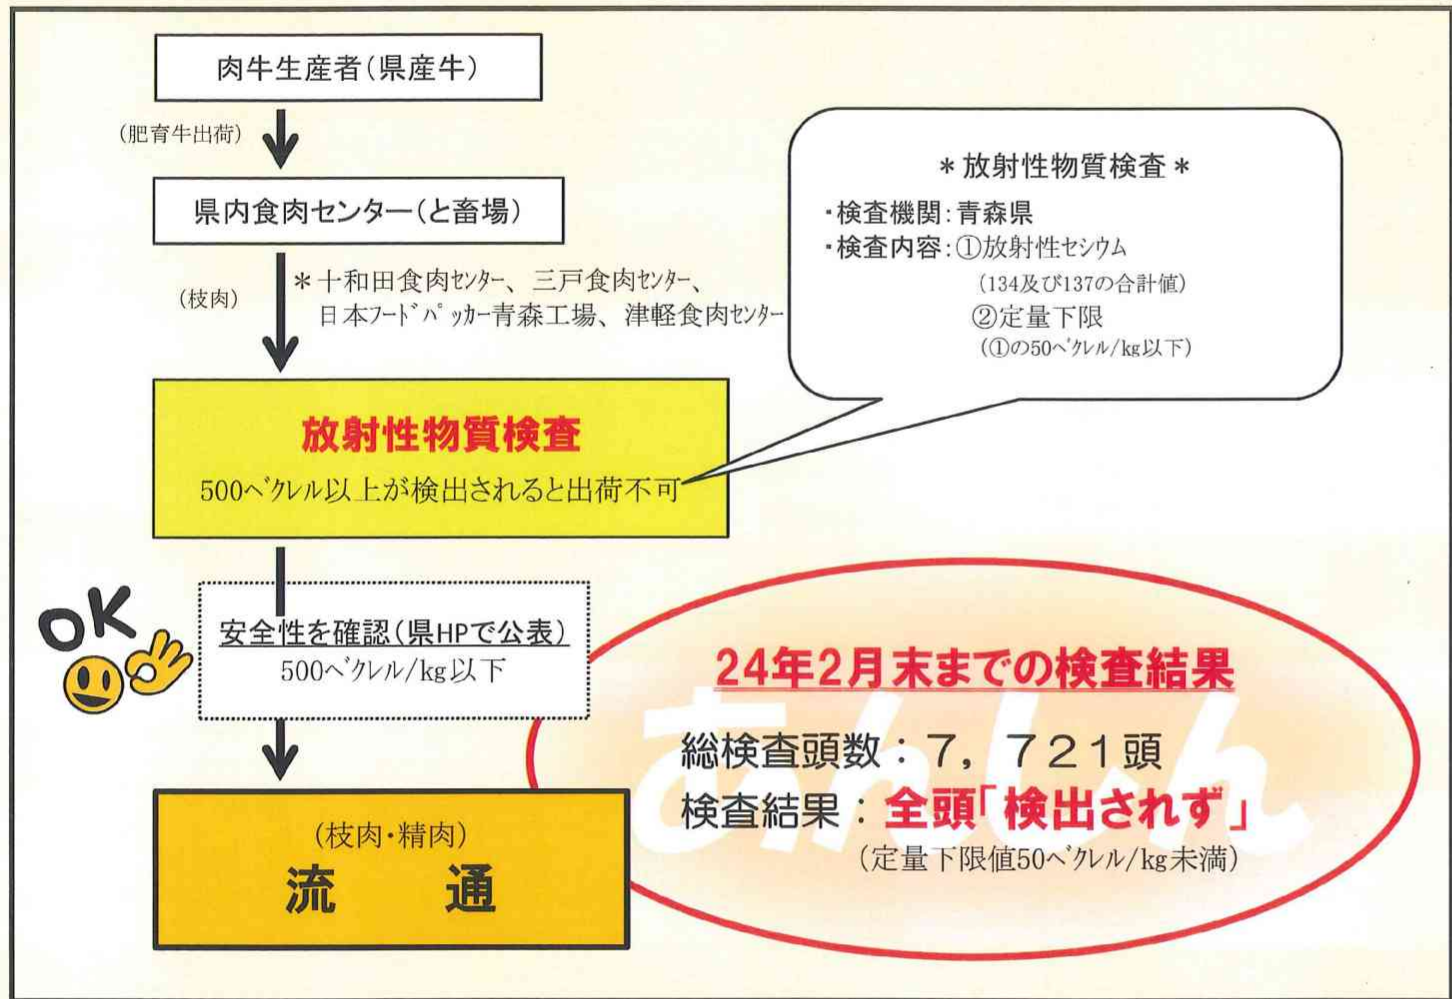 肉牛生産者(県産牛)
(肥育牛出荷)
県内食肉センター(と畜場)
(枝肉)
*十和田食肉ｾﾝﾀｰ、三戸食肉ｾﾝﾀｰ、
日本ﾌｰﾄﾞﾊﾟｯｶｰ青森工場、津軽食肉ｾﾝﾀｰ
*放射性物質検査*
・検査機関:青森県
・検査内容:①放射性セシウム
(134及び137の合計値)
②定量下限
(①の50ﾍﾞｸﾚﾙ/kg以下)
放射性物質検査
500ﾍﾞｸﾚﾙ以上が検出されると出荷不可
OK
安全性を確認(県HPで公表)
500ﾍﾞｸﾚﾙ/kg以下
あんしん
24年2月末までの検査結果
総検査頭数：７，７２１頭
検査結果：全頭「検出されず」
(定量下限値50ﾍﾞｸﾚﾙ/kg未満)
(枝肉・精肉)
流　通